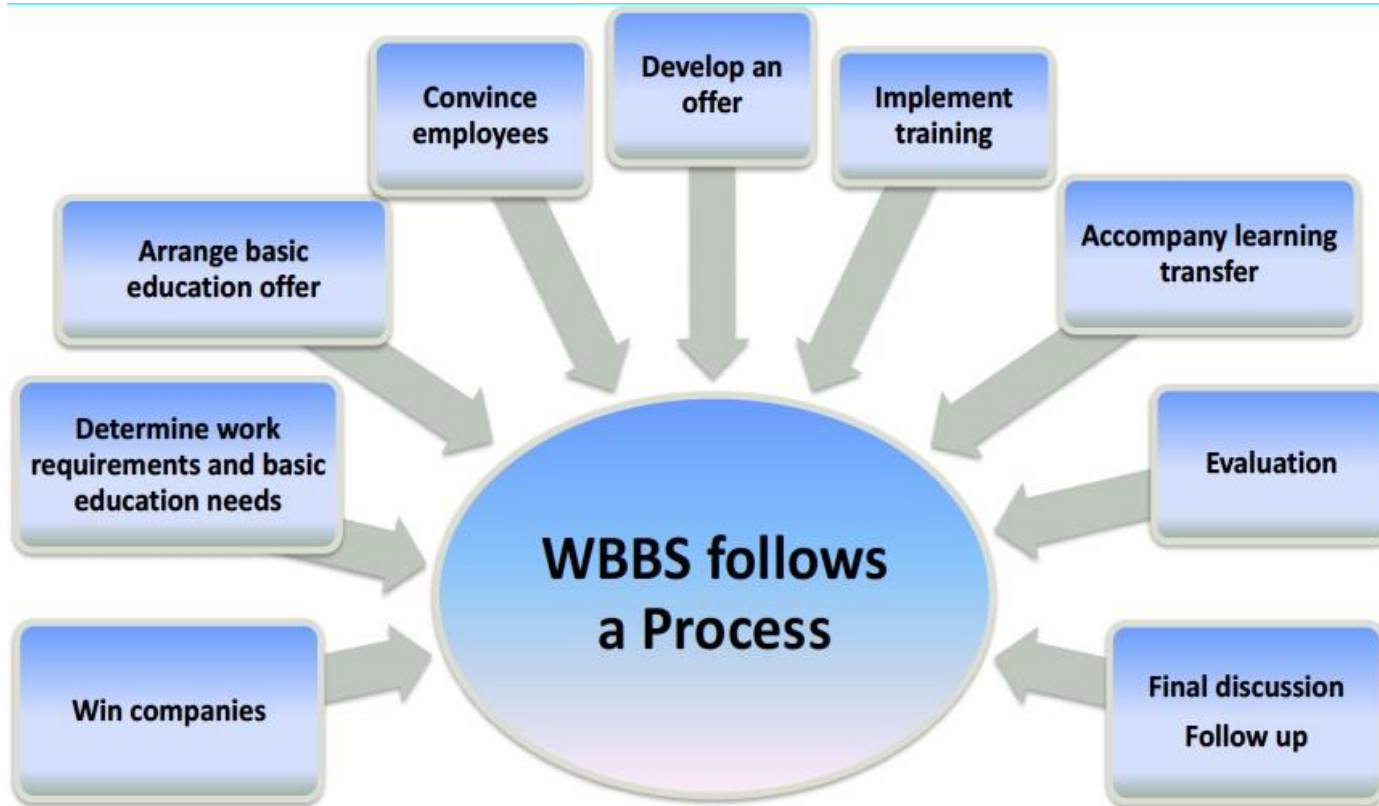 Develop an
offer
Convince
employees
Implement
training
Arrange basic
education offer
Accompany learning
transfer
Determine work
requirements and basic
education needs
Evaluation
WBBS follows
a Process
Win companies
Final discussion
Follow up